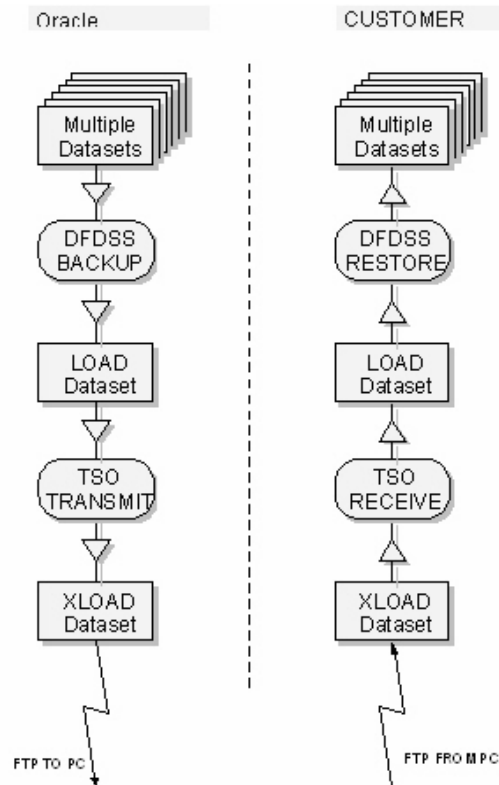 Oracle
Multiple
Datasets
DFDSS
BACKUP
LOAD
Dataset
TSO
TRANSMIT
XLOAD
Dataset
FTP TO PC
CUSTOMER
Multiple
Datasets
DFDSS
RESTORE
LOAD
Dataset
TSO
RECEIVE
XLOAD
Dataset
FTP FROM PC